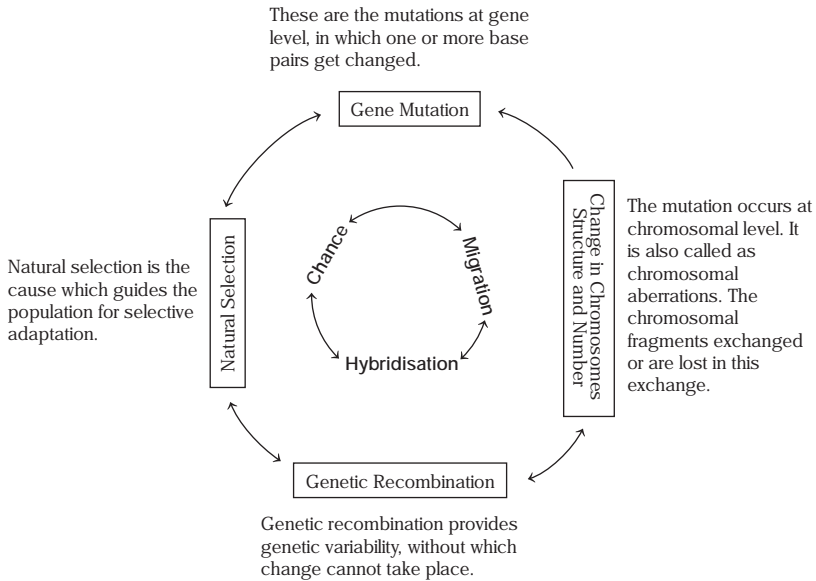 These are the mutations at gene
level, in which one or more base
pairs get changed.
Gene Mutation
Change in Chromosomes
Structure and Number
The mutation occurs at
chromosomal level. It
is also called as
chromosomal
aberrations. The
chromosomal
fragments exchanged
or are lost in this
exchange.
Natural Selection
Natural selection is the
cause which guides the
population for selective
adaptation.
Chance
Migration
Hybridisation
Genetic Recombination
Genetic recombination provides
genetic variability, without which
change cannot take place.